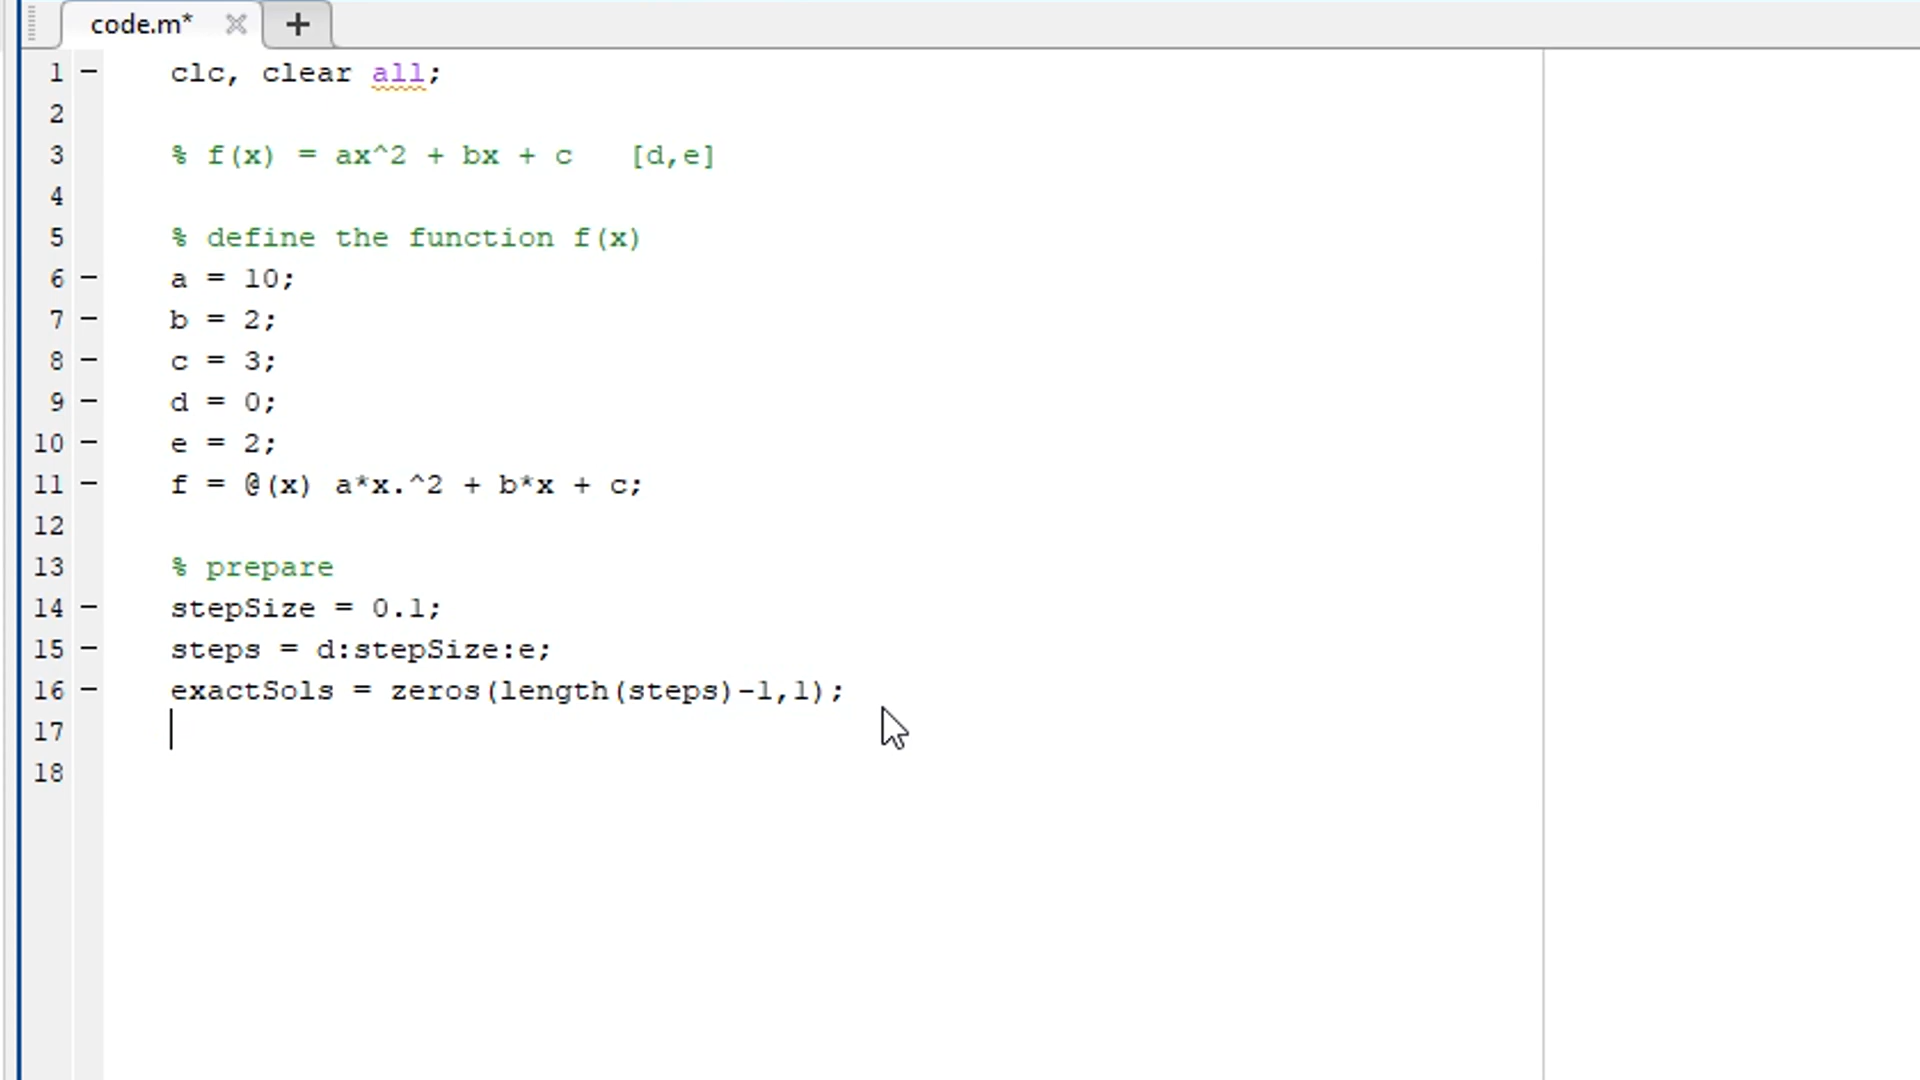 code.m*
1 clc, clear all;
2
3 % f(x) = ax^2 + bx + c [d,e]
4
5 % define the function f(x)
6 a = 10;
7 b = 2;
8 c = 3;
9 d = 0;
10 e = 2;
11 f = @(x) a*x.^2 + b*x + c;
12
13 % prepare
14 stepSize = 0.1;
15 steps = d:stepSize:e;
16 exactSols = zeros(length(steps)-1,1);
17
18